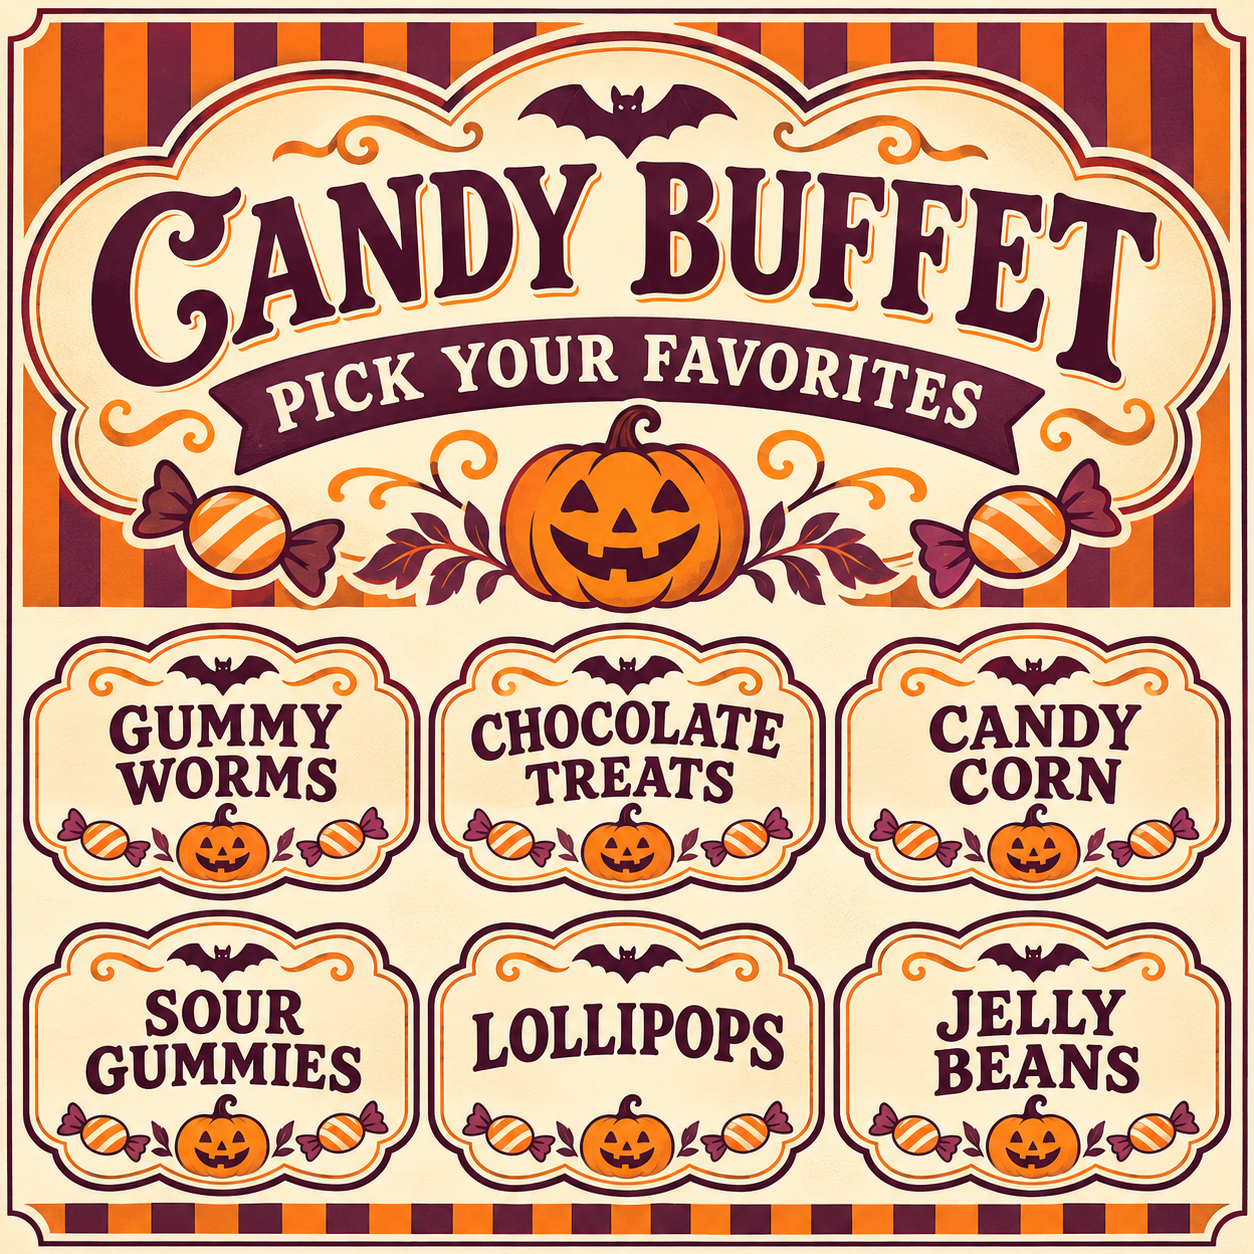 CANDY BUFFET
PICK YOUR FAVORITES
GUMMY
WORMS
CHOCOLATE
TREATS
CANDY
CORN
SOUR
GUMMIES
LOLLIPOPS
JELLY
BEANS